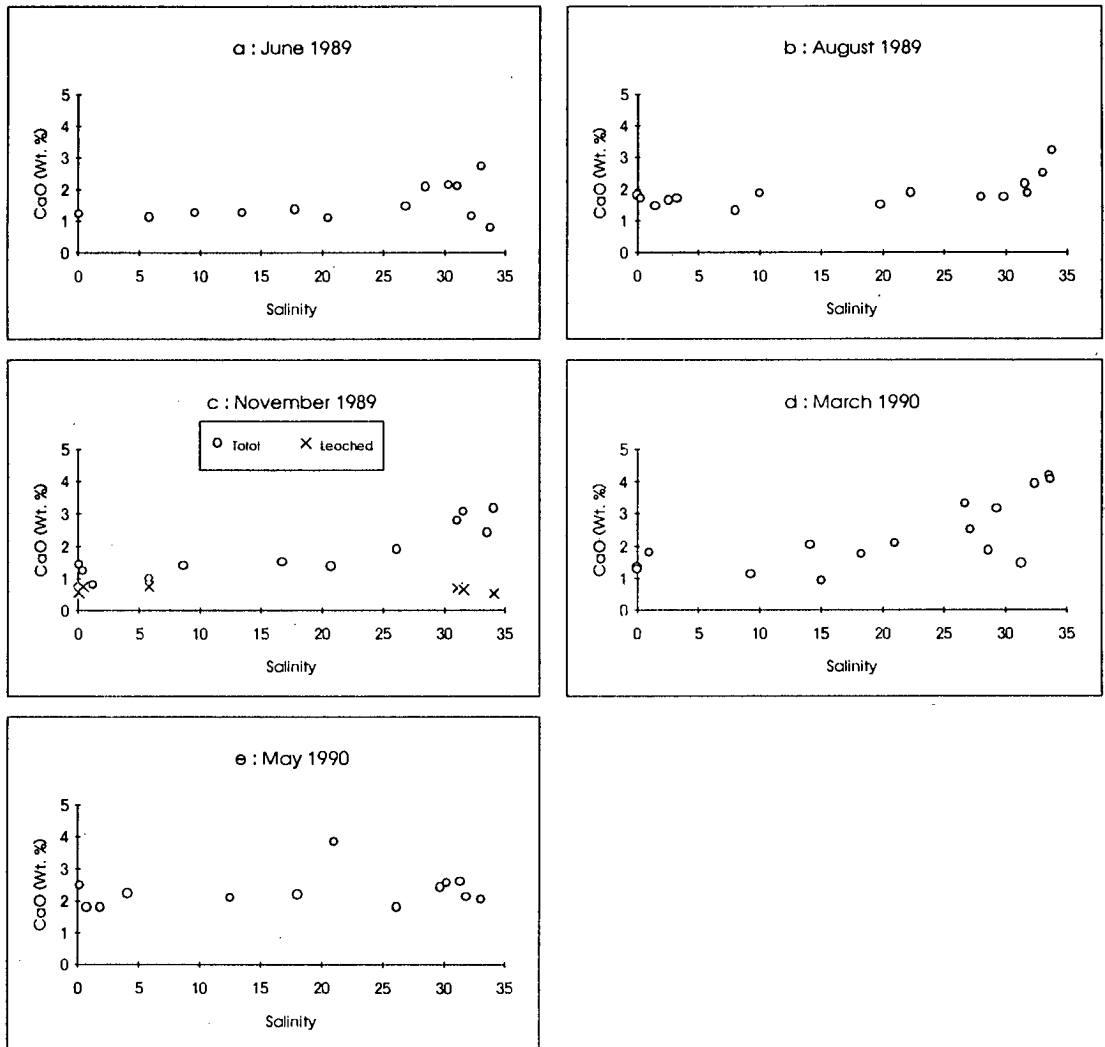 a : June 1989
CaO (Wt. %)
5
4
3
2
1
0
0 5 10 15 20 25 30 35
Salinity
b : August 1989
CaO (Wt. %)
5
4
3
2
1
0
0 5 10 15 20 25 30 35
Salinity
c : November 1989
Total Leached
CaO (Wt. %)
5
4
3
2
1
0
0 5 10 15 20 25 30 35
Salinity
d : March 1990
CaO (Wt. %)
5
4
3
2
1
0
0 5 10 15 20 25 30 35
Salinity
e : May 1990
CaO (Wt. %)
5
4
3
2
1
0
0 5 10 15 20 25 30 35
Salinity